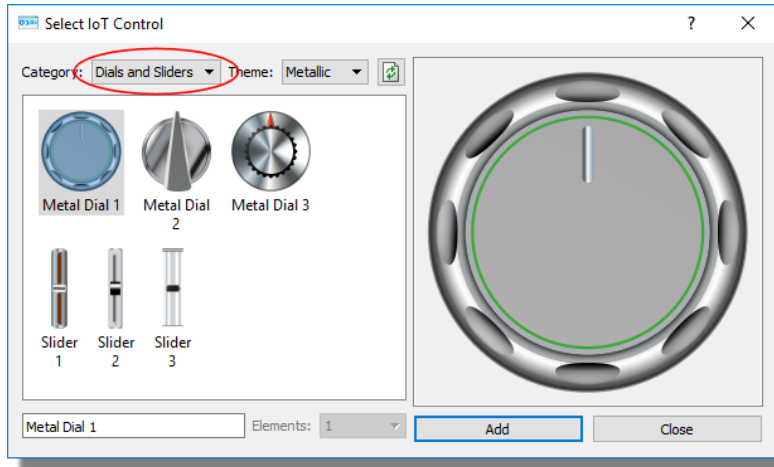 Select IoT Control
?
Category: Dials and Sliders Theme: Metallic
Metal Dial 1
Metal Dial
2
Metal Dial 3
Slider
1
Slider
2
Slider
3
Metal Dial 1
Elements: 1
Add
Close